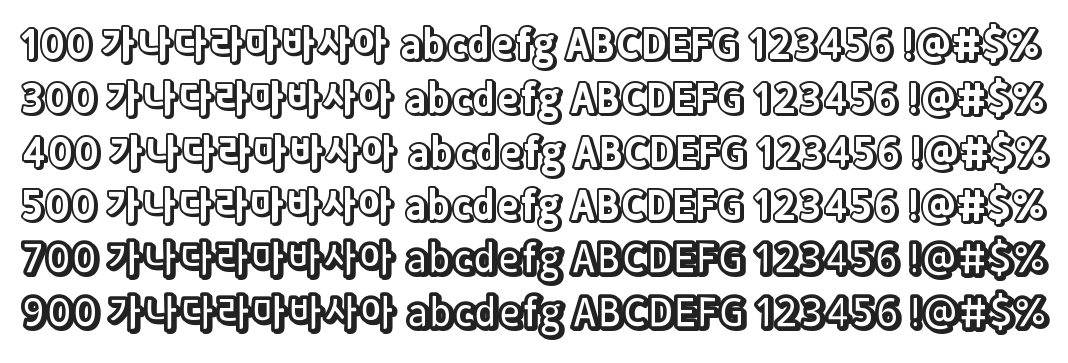 100 가나다라마바사아 abcdefg ABCDEFG 123456 !@#$%
300 가나다라마바사아 abcdefg ABCDEFG 123456 !@#$%
400 가나다라마바사아 abcdefg ABCDEFG 123456 !@#$%
500 가나다라마바사아 abcdefg ABCDEFG 123456 !@#$%
700 가나다라마바사아 abcdefg ABCDEFG 123456 !@#$%
900 가나다라마바사아 abcdefg ABCDEFG 123456 !@#$%